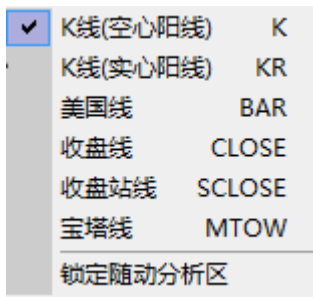 K线(空心阳线) K
K线(实心阳线) KR
美国线 BAR
收盘线 CLOSE
收盘站线 SCLOSE
宝塔线 MTOW
锁定随动分析区